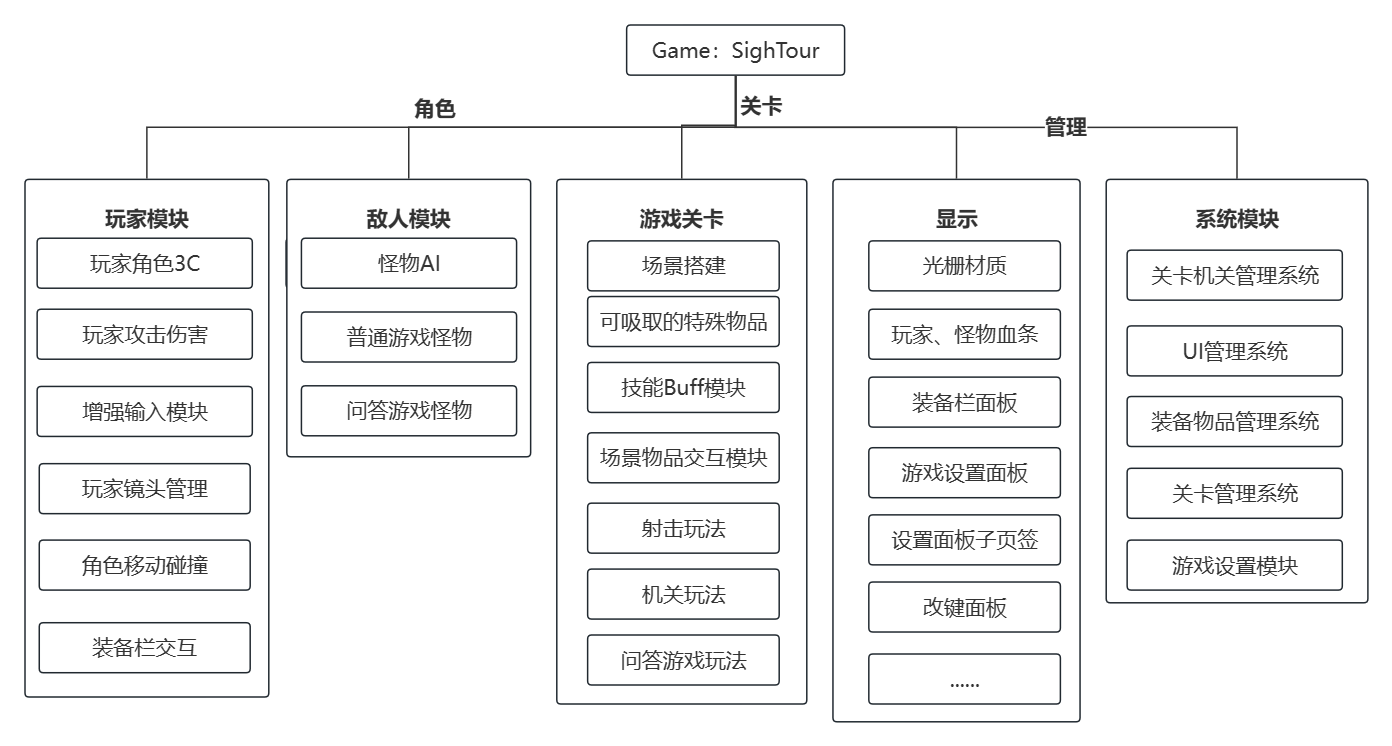 Game：SighTour
角色
关卡
管理
玩家模块
玩家角色3C
玩家攻击伤害
增强输入模块
玩家镜头管理
角色移动碰撞
装备栏交互
敌人模块
怪物AI
普通游戏怪物
问答游戏怪物
游戏关卡
场景搭建
可吸取的特殊物品
技能Buff模块
场景物品交互模块
射击玩法
机关玩法
问答游戏玩法
显示
光栅材质
玩家、怪物血条
装备栏面板
游戏设置面板
设置面板子页签
改键面板
......
系统模块
关卡机关管理系统
UI管理系统
装备物品管理系统
关卡管理系统
游戏设置模块